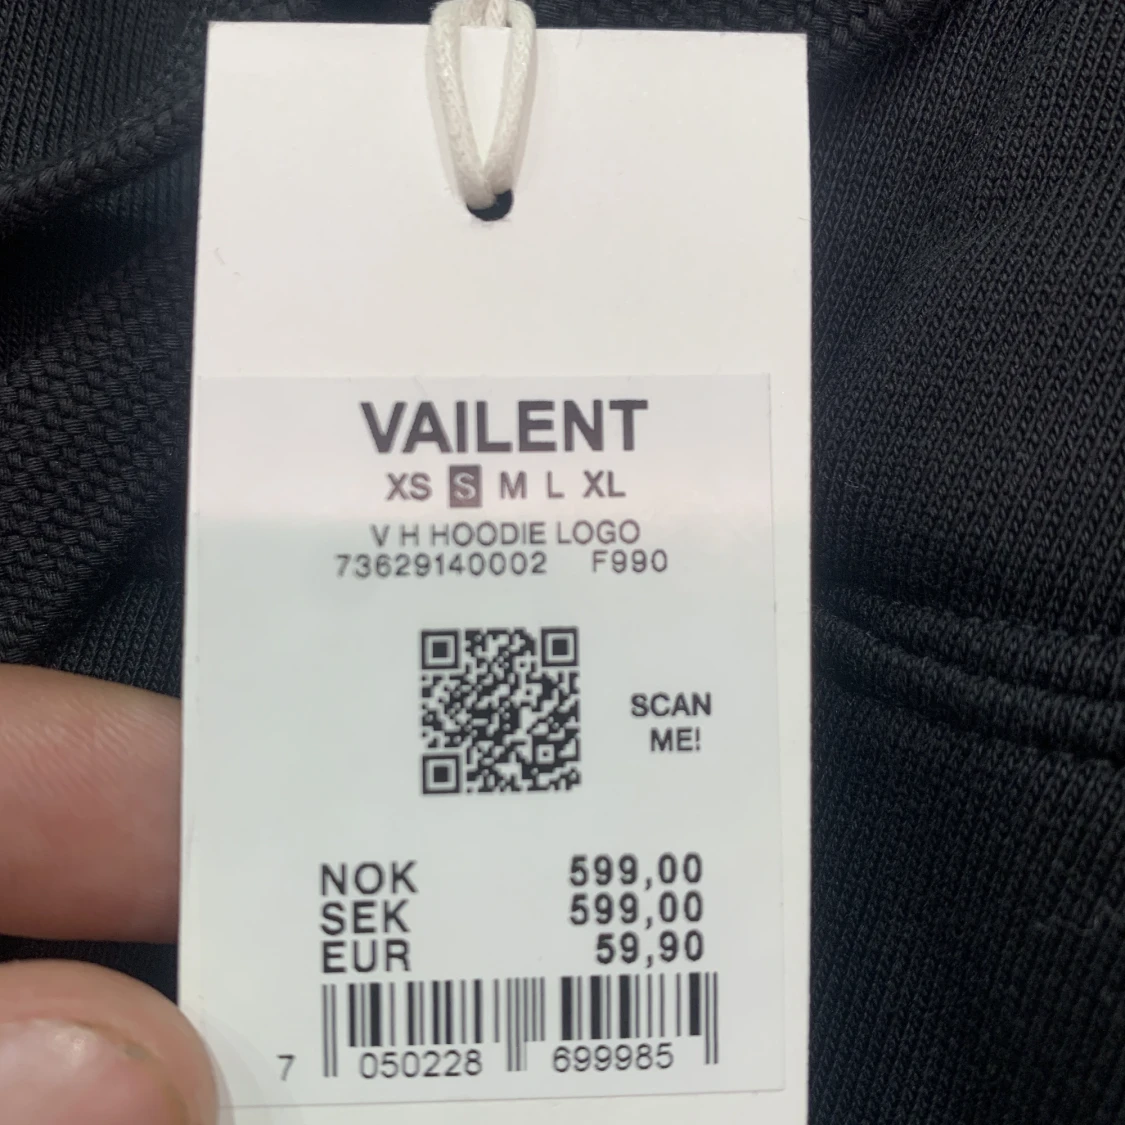 VAILENT
XS S M L XL
V H HOODIE LOGO
73629140002 F990
SCAN
ME!
NOK 599,00
SEK 599,00
EUR 59,90
7 050228 699985